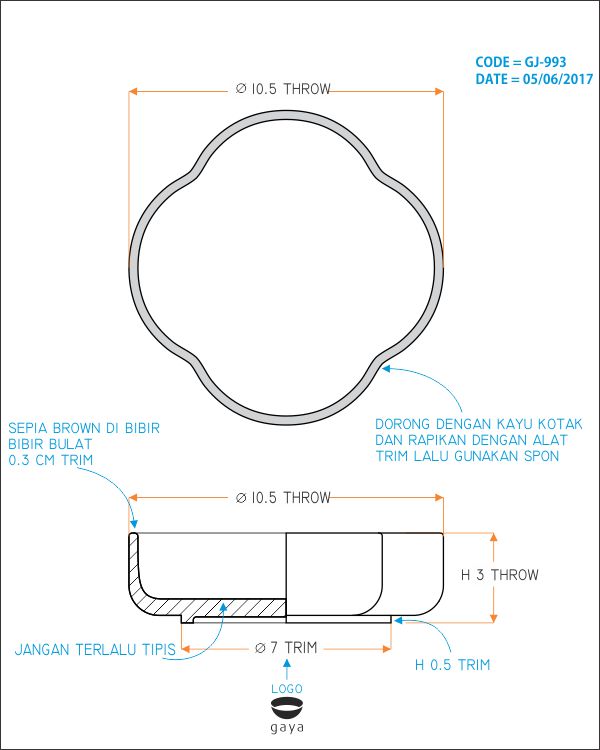 CODE = GJ-993
DATE = 05/06/2017
Ø 10.5 THROW
SEPIA BROWN DI BIBIR
BIBIR BULAT
0.3 CM TRIM
DORONG DENGAN KAYU KOTAK
DAN RAPIKAN DENGAN ALAT
TRIM LALU GUNAKAN SPON
Ø 10.5 THROW
H 3 THROW
JANGAN TERLALU TIPIS
Ø 7 TRIM
H 0.5 TRIM
LOGO
gaya